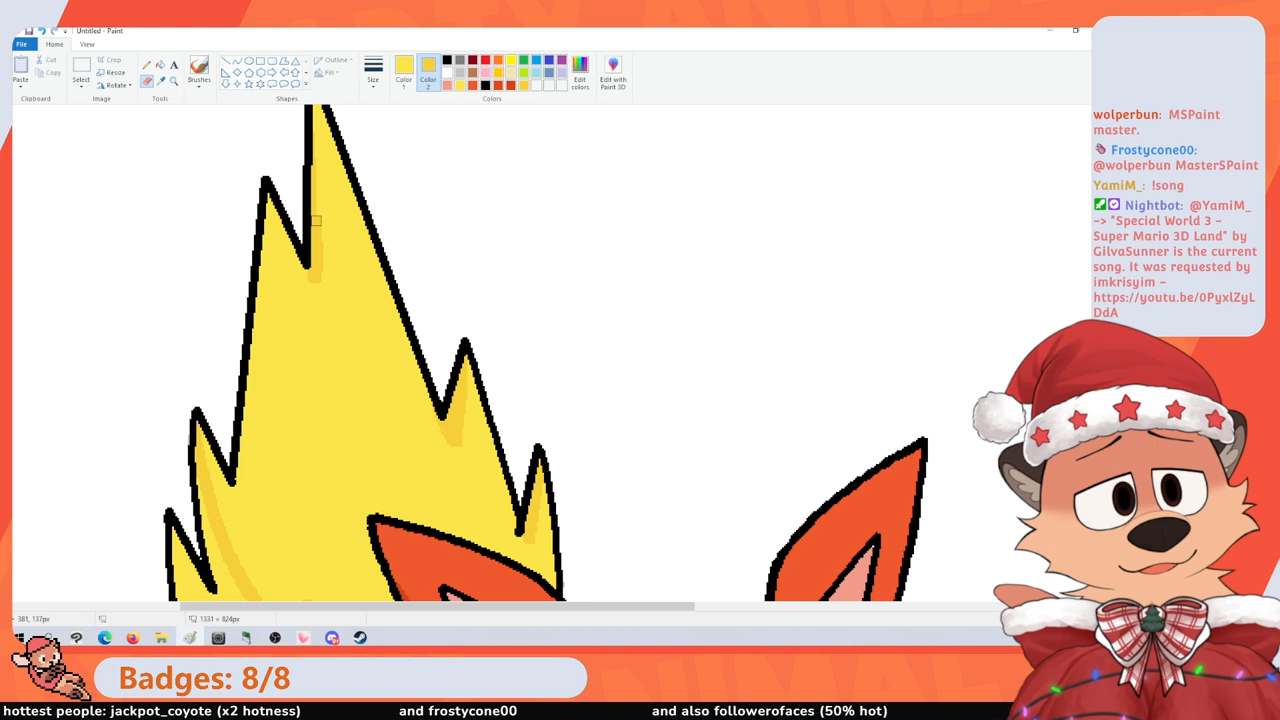 Untitled - Paint
File Home View
Paste Cut Copy Clipboard
Select Crop Resize Rotate Image
Tools
Brushes
Outline Fill Shapes
Size
Color 1
Color 2
Edit colors
Colors
Edit with Paint 3D
381, 137px
1331 × 824px
wolperbun: MSPaint
master.
Frostycone00:
@wolperbun MasterSPaint
YamiM_: !song
Nightbot: @YamiM_
-> "Special World 3 -
Super Mario 3D Land" by
GilvaSunner is the current
song. It was requested by
imkrisyim -
https://youtu.be/0PyxlZyL
DdA
Badges: 8/8
hottest people: jackpot_coyote (x2 hotness) and frostycone00 and also followerofaces (50% hot)